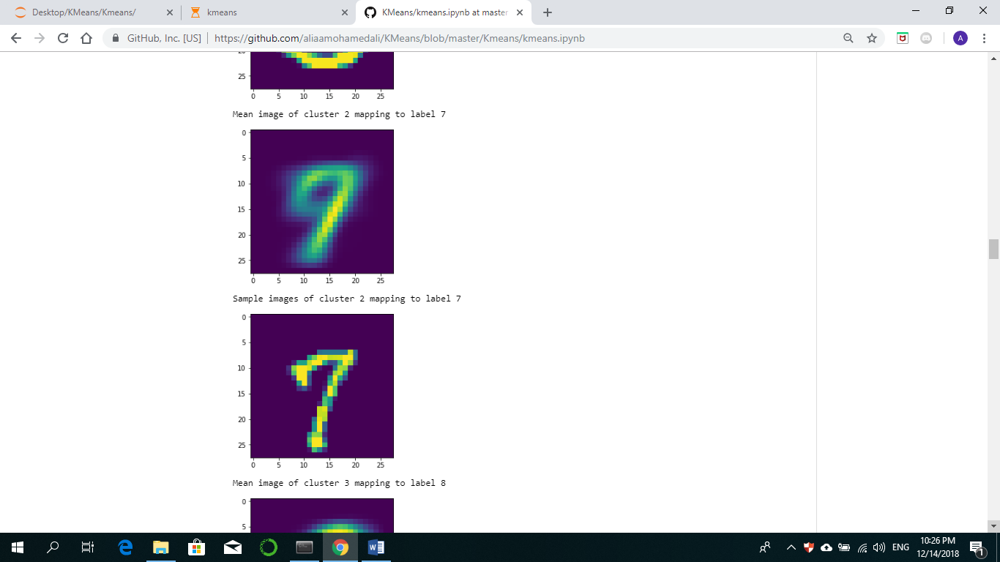 Desktop/KMeans/Kmeans/
kmeans
KMeans/kmeans.ipynb at master
GitHub, Inc. [US]
https://github.com/aliaamohamedali/KMeans/blob/master/Kmeans/kmeans.ipynb
A
25
0 5 10 15 20 25
Mean image of cluster 2 mapping to label 7
0
5
10
15
20
25
0 5 10 15 20 25
Sample images of cluster 2 mapping to label 7
0
5
10
15
20
25
0 5 10 15 20 25
Mean image of cluster 3 mapping to label 8
0
5
ENG
10:26 PM
12/14/2018
1